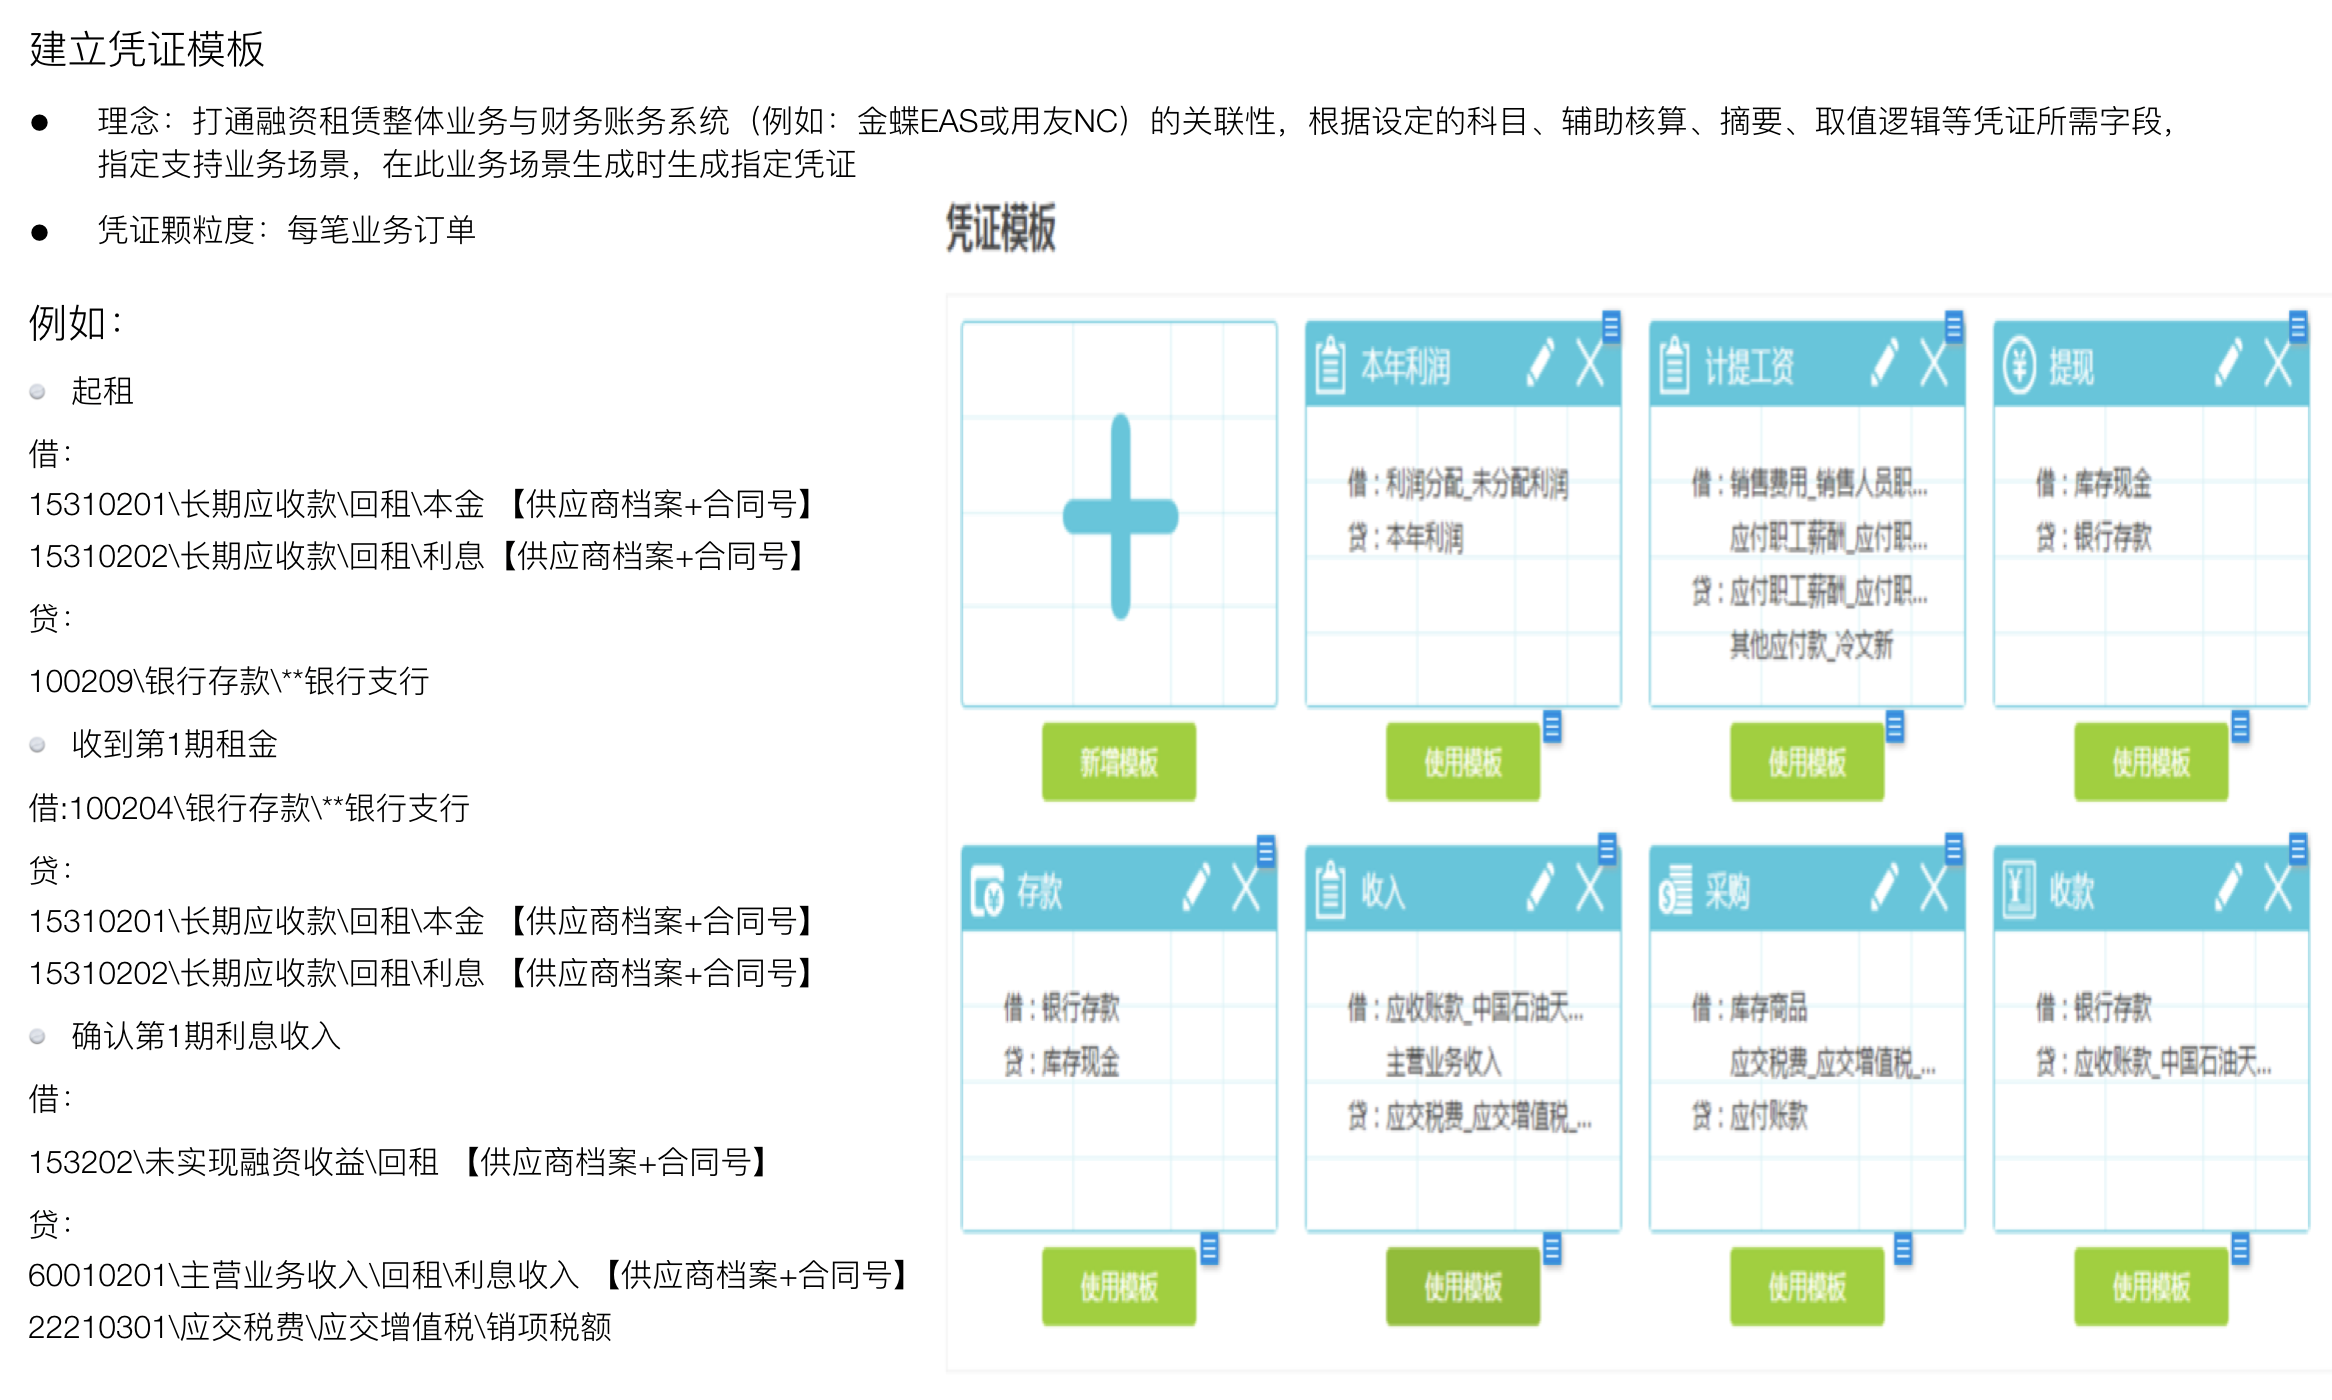 建立凭证模板
● 理念：打通融资租赁整体业务与财务账务系统（例如：金蝶EAS或用友NC）的关联性，根据设定的科目、辅助核算、摘要、取值逻辑等凭证所需字段，
指定支持业务场景，在此业务场景生成时生成指定凭证
● 凭证颗粒度：每笔业务订单
例如：
起租
借：
15310201\长期应收款\回租\本金 【供应商档案+合同号】
15310202\长期应收款\回租\利息【供应商档案+合同号】
贷：
100209\银行存款\**银行支行
收到第1期租金
借:100204\银行存款\**银行支行
贷：
15310201\长期应收款\回租\本金 【供应商档案+合同号】
15310202\长期应收款\回租\利息 【供应商档案+合同号】
确认第1期利息收入
借：
153202\未实现融资收益\回租 【供应商档案+合同号】
贷：
60010201\主营业务收入\回租\利息收入 【供应商档案+合同号】
22210301\应交税费\应交增值税\销项税额
凭证模板
新增模板
本年利润
借：利润分配_未分配利润
贷：本年利润
使用模板
计提工资
借：销售费用_销售人员职...
应付职工薪酬_应付职...
贷：应付职工薪酬_应付职...
其他应付款_冷文新
使用模板
提现
借：库存现金
贷：银行存款
使用模板
存款
借：银行存款
贷：库存现金
使用模板
收入
借：应收账款_中国石油天...
主营业务收入
贷：应交税费_应交增值税_...
使用模板
采购
借：库存商品
应交税费_应交增值税_...
贷：应付账款
使用模板
收款
借：银行存款
贷：应收账款_中国石油天...
使用模板